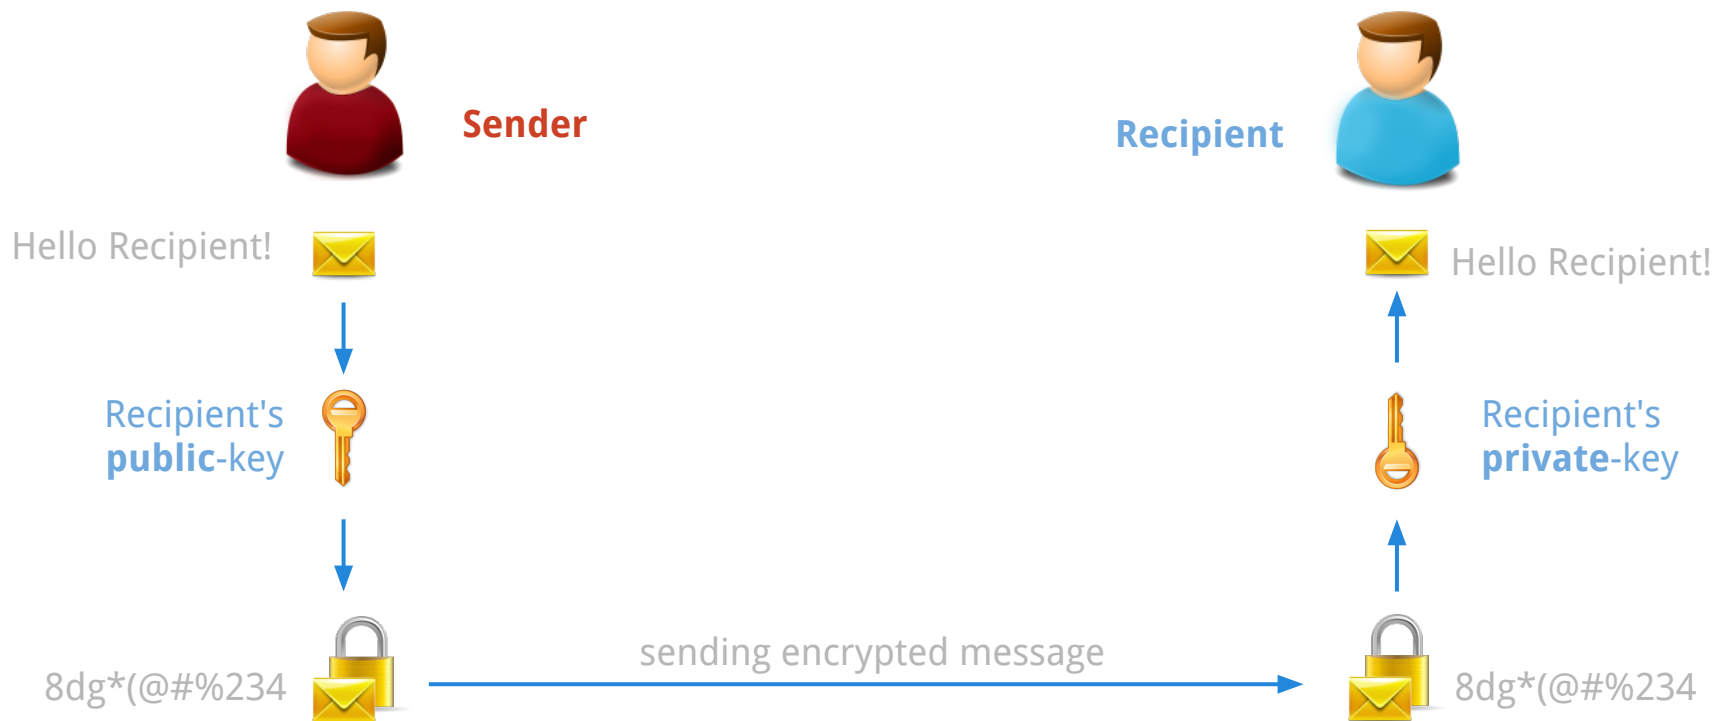 Sender
Recipient
Hello Recipient!
Hello Recipient!
Recipient's
public-key
Recipient's
private-key
sending encrypted message
8dg*(@#%234
8dg*(@#%234